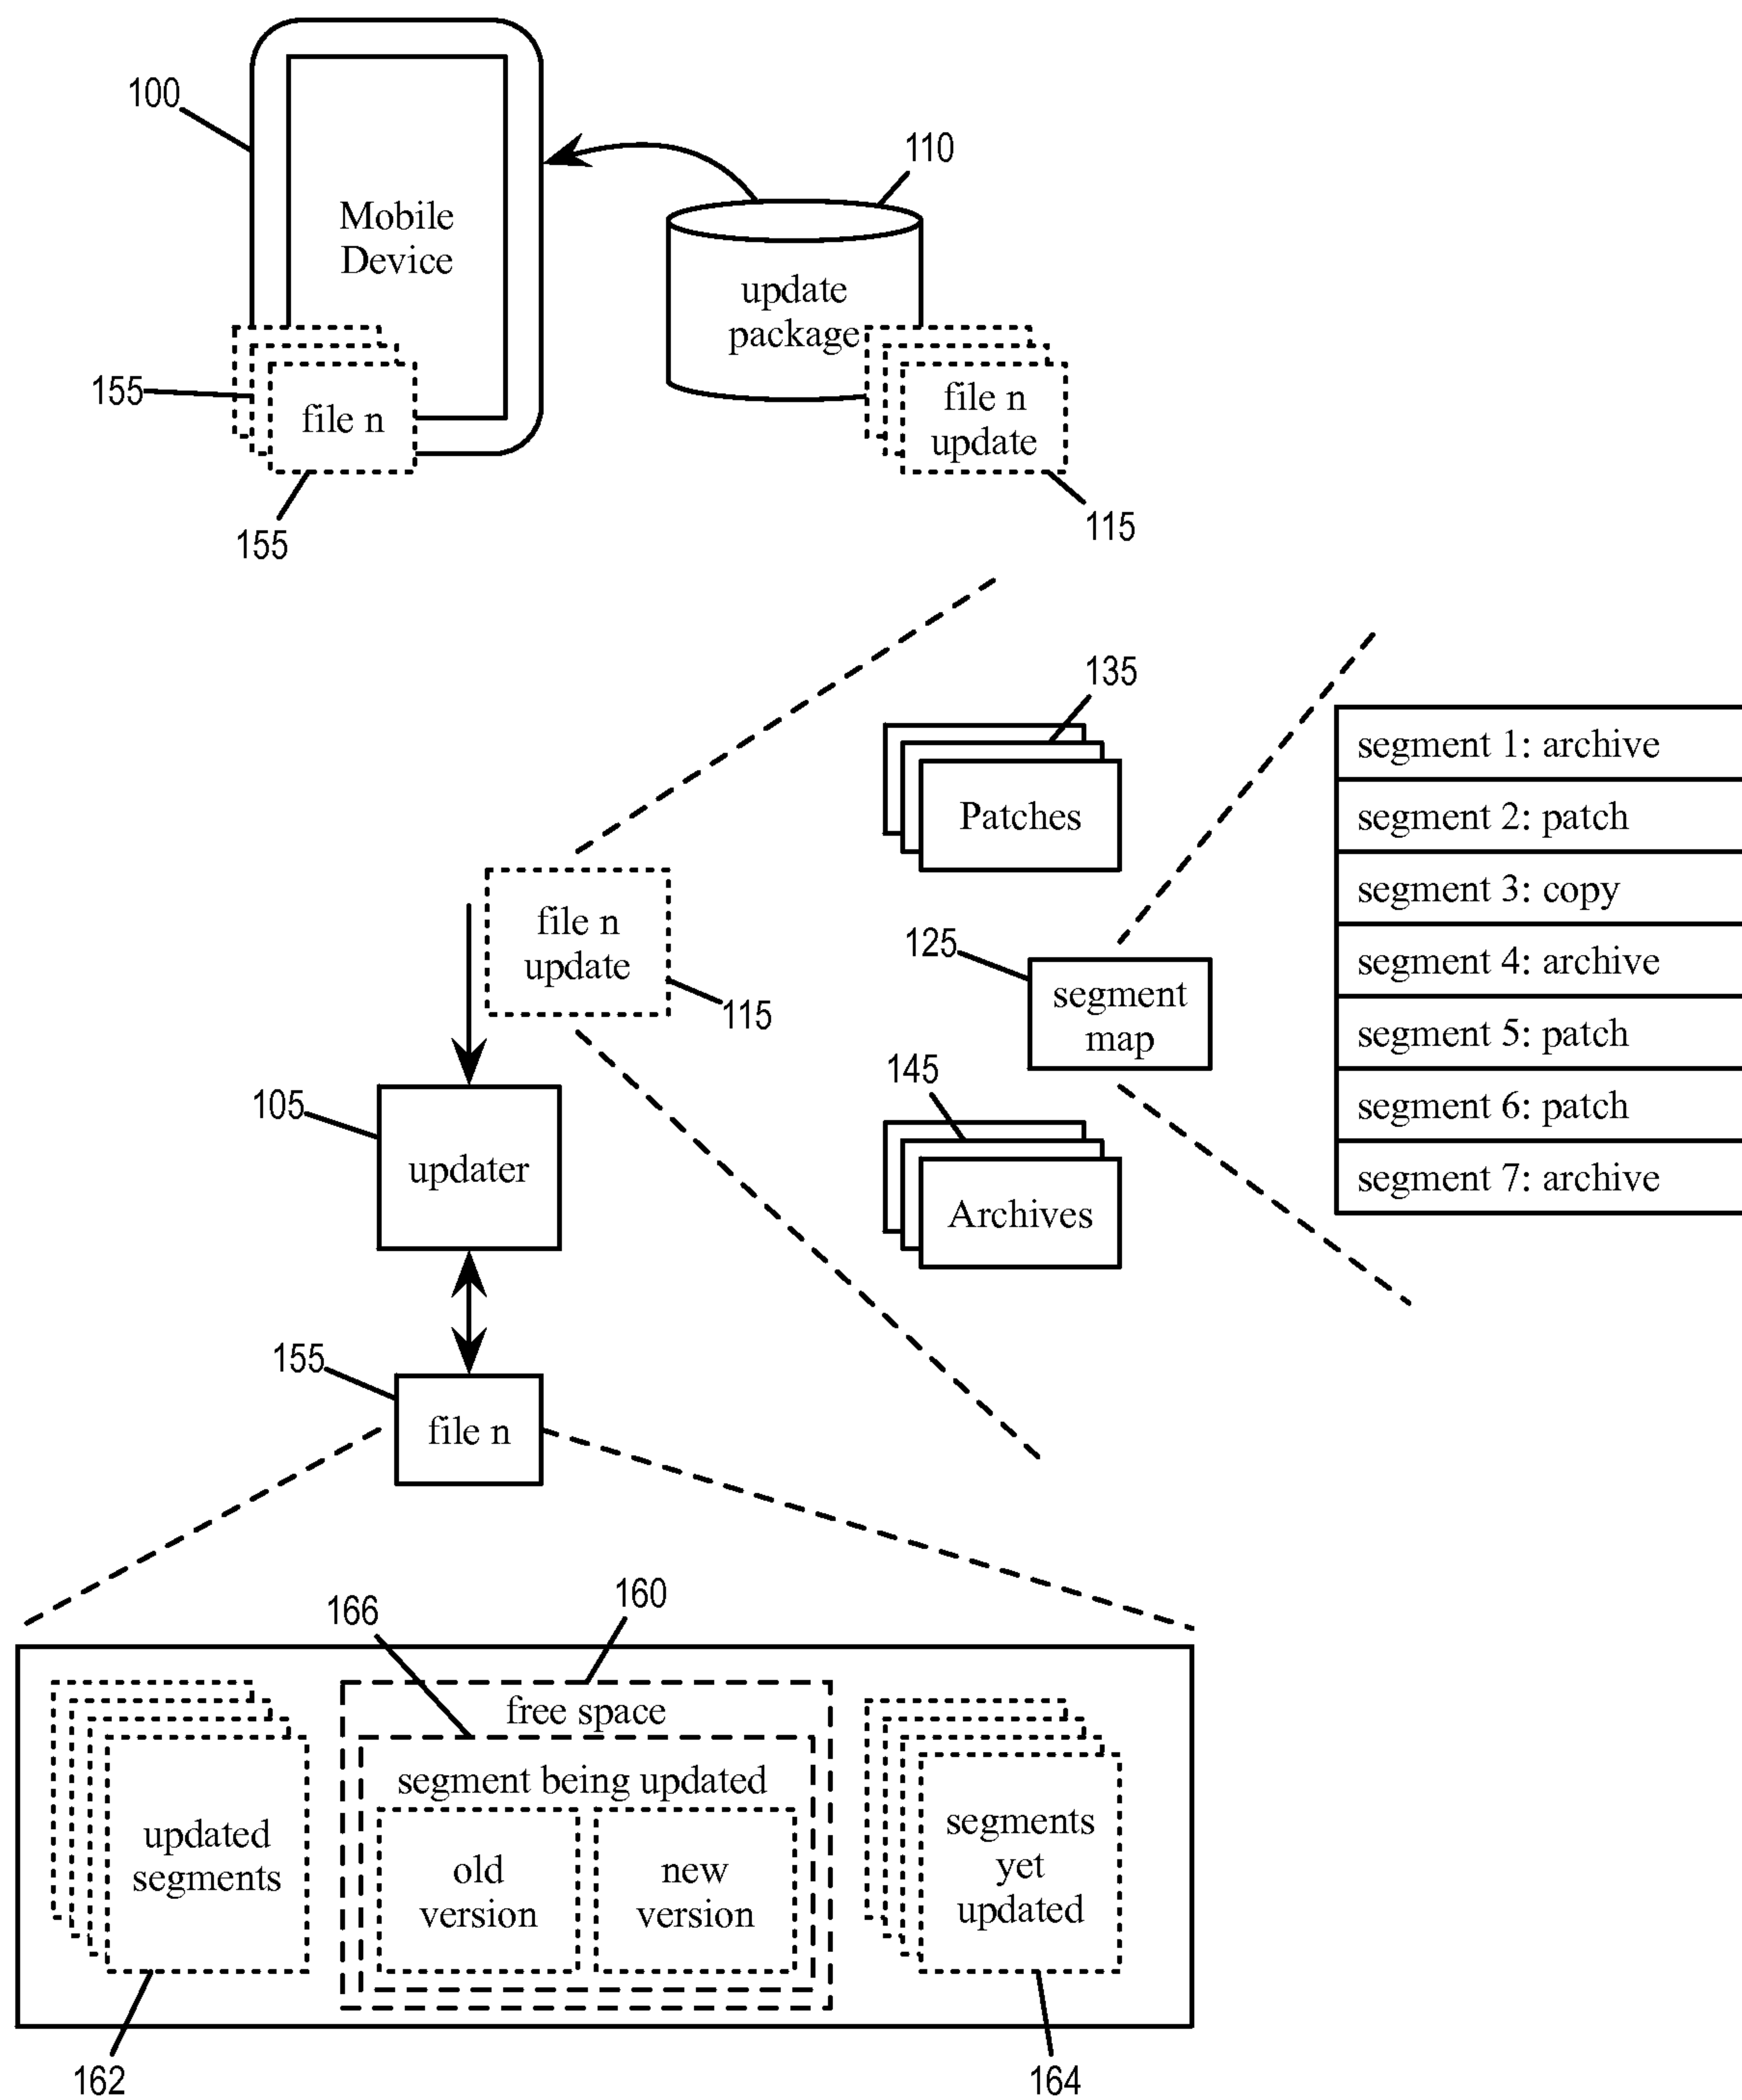 100
110
Mobile
Device
update
package
155
file n
file n
update
155
115
135
segment 1: archive
Patches
segment 2: patch
segment 3: copy
file n
update
125
segment
map
segment 4: archive
115
segment 5: patch
145
105
segment 6: patch
updater
segment 7: archive
Archives
155
file n
166
160
free space
segment being updated
updated
segments
old
version
new
version
segments
yet
updated
162
164